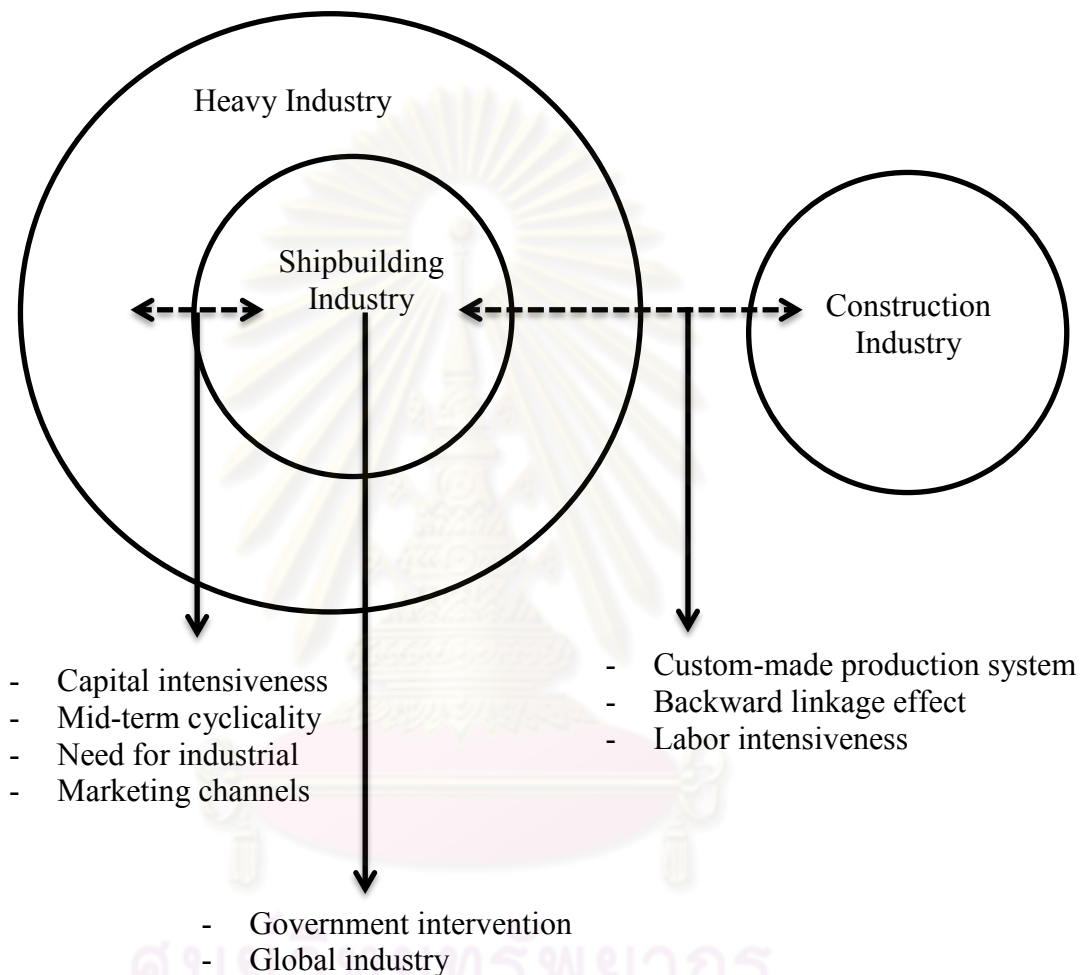 Heavy Industry
Shipbuilding
Industry
Construction
Industry
- Capital intensiveness
- Mid-term cyclicality
- Need for industrial
- Marketing channels
- Custom-made production system
- Backward linkage effect
- Labor intensiveness
- Government intervention
- Global industry